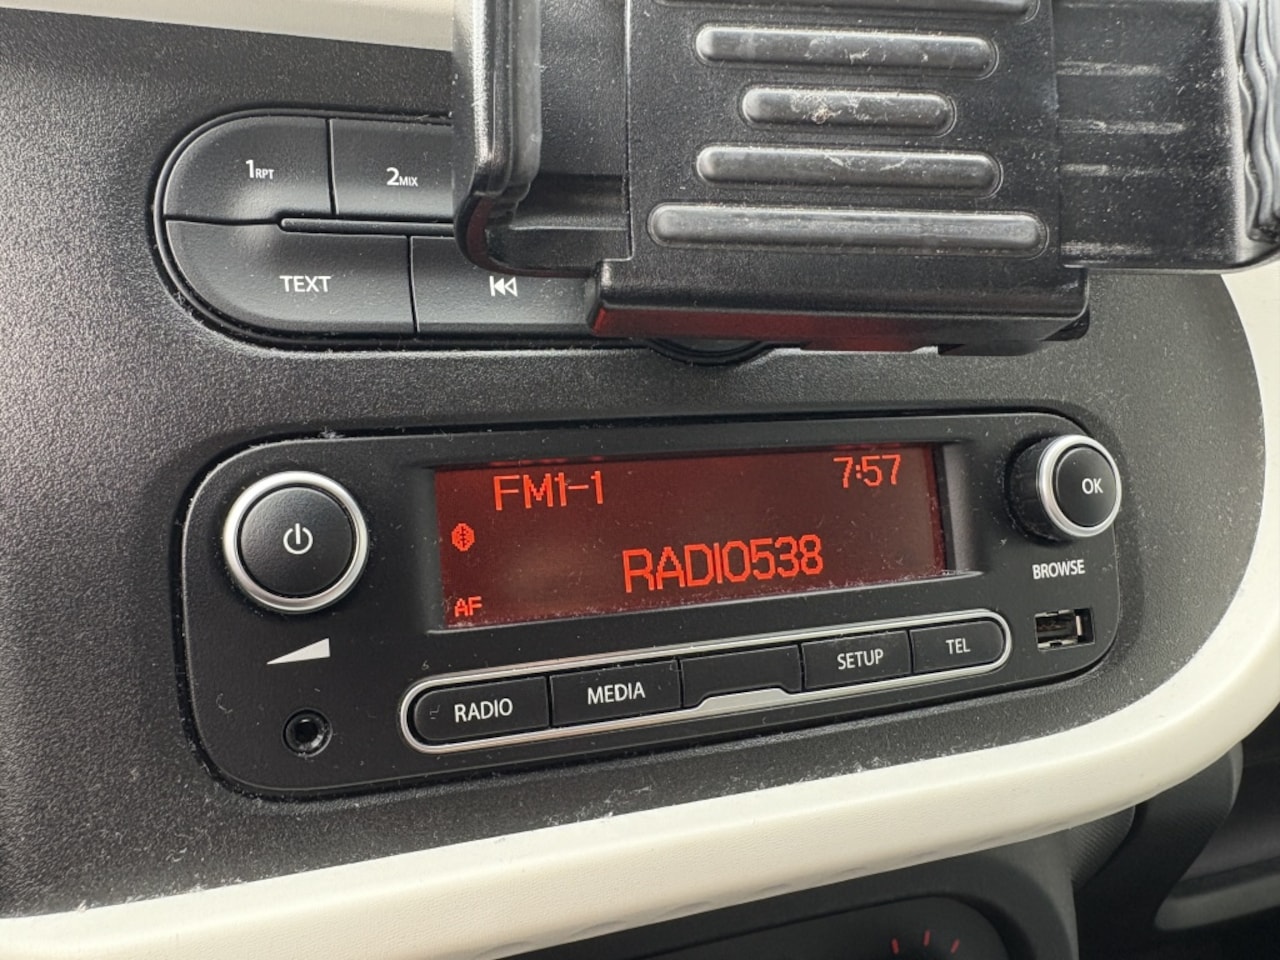 1RPT
2MIX
TEXT
FM1-1
7:57
RADIO538
AF
OK
BROWSE
RADIO
MEDIA
SETUP
TEL